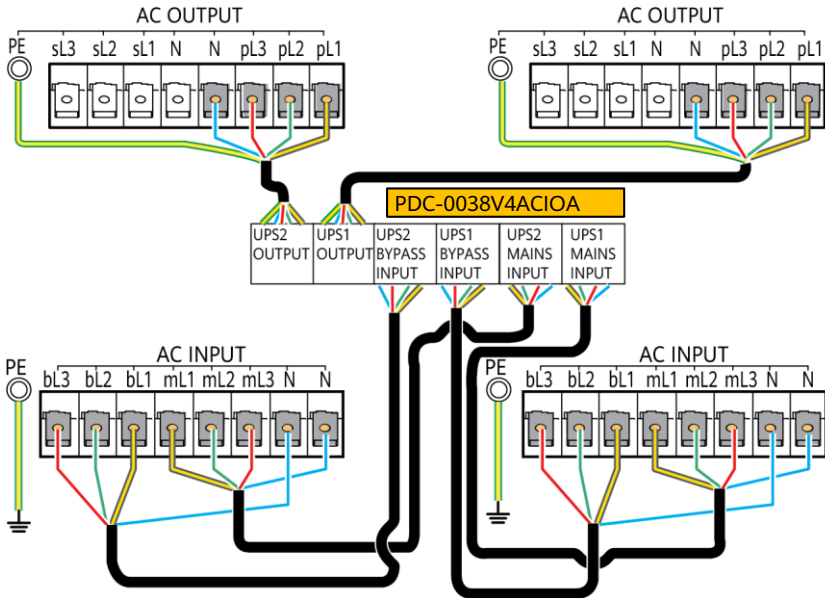 AC OUTPUT
AC OUTPUT
PE sL3 sL2 sL1 N N pL3 pL2 pL1
PE sL3 sL2 sL1 N N pL3 pL2 pL1
PDC-0038V4ACIOA
UPS2
OUTPUT
UPS1
OUTPUT
UPS2
BYPASS
INPUT
UPS1
BYPASS
INPUT
UPS2
MAINS
INPUT
UPS1
MAINS
INPUT
AC INPUT
AC INPUT
PE bL3 bL2 bL1 mL1 mL2 mL3 N N
PE bL3 bL2 bL1 mL1 mL2 mL3 N N